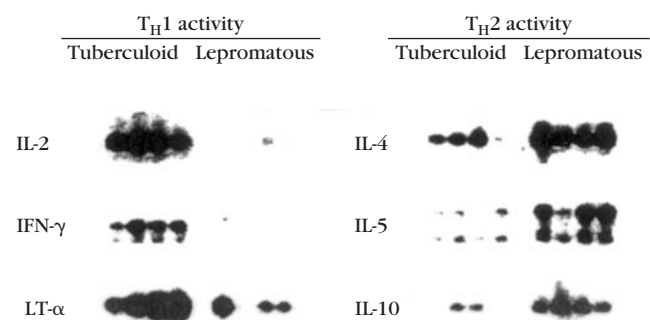 TH1 activity TH2 activity
Tuberculoid Lepromatous Tuberculoid Lepromatous
IL-2 IL-4
IFN-γ IL-5
LT-α IL-10